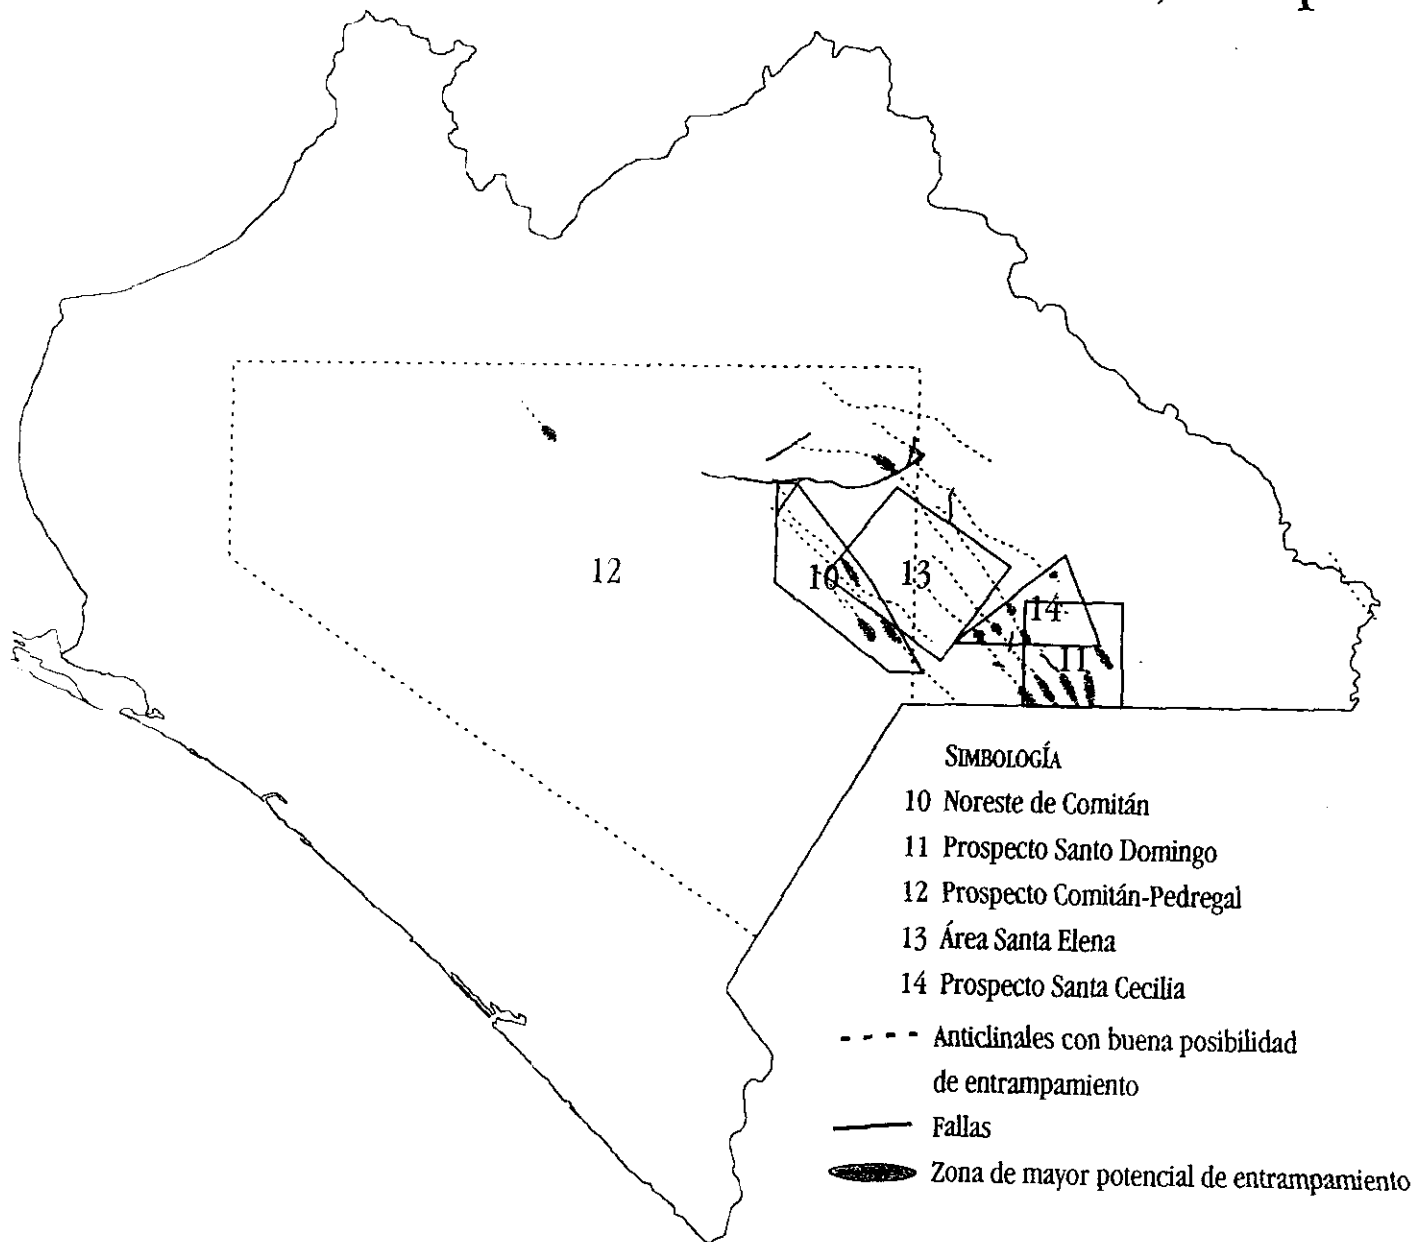 12
10
13
14
11
SIMBOLOGÍA
10 Noreste de Comitán
11 Prospecto Santo Domingo
12 Prospecto Comitán-Pedregal
13 Área Santa Elena
14 Prospecto Santa Cecilia
Anticlinales con buena posibilidad
de entrampamiento
Fallas
Zona de mayor potencial de entrampamiento